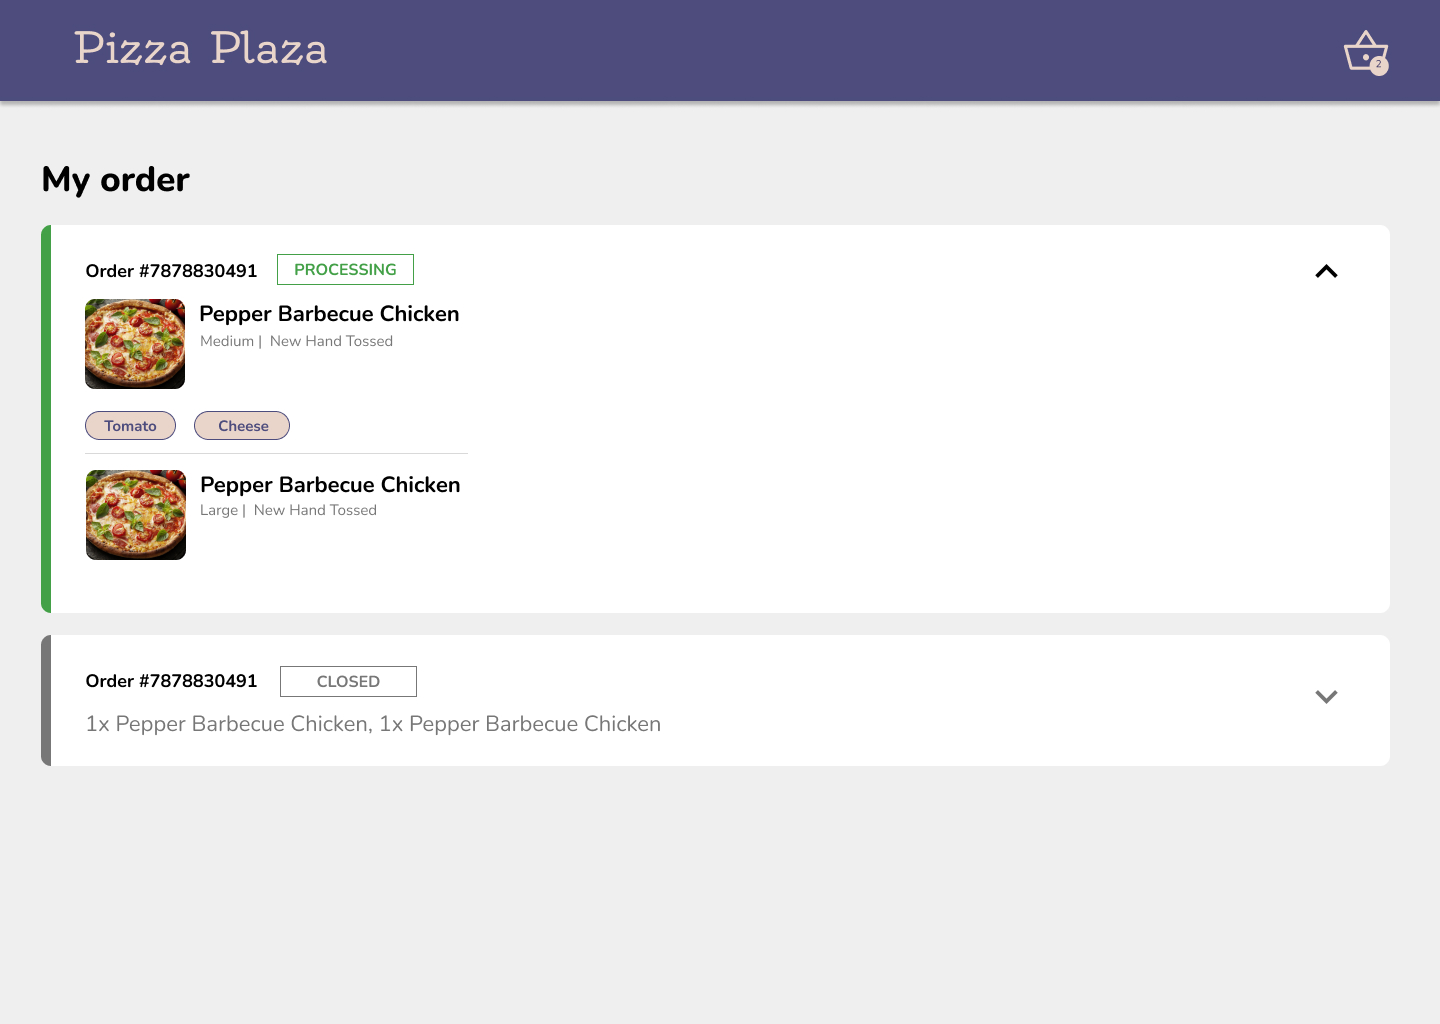 Pizza Plaza
2
My order
Order #7878830491 PROCESSING
Pepper Barbecue Chicken
Medium | New Hand Tossed
Tomato Cheese
Pepper Barbecue Chicken
Large | New Hand Tossed
Order #7878830491 CLOSED
1x Pepper Barbecue Chicken, 1x Pepper Barbecue Chicken